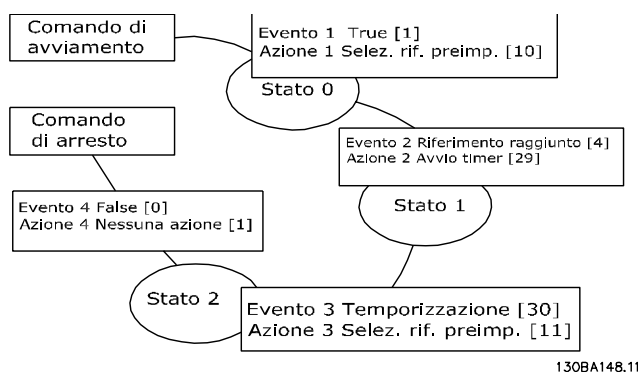 Comando di
avviamento
Evento 1 True [1]
Azione 1 Selez. rif. preimp. [10]
Stato 0
Comando
di arresto
Evento 2 Riferimento raggiunto [4]
Azione 2 Avvio timer [29]
Stato 1
Evento 4 False [0]
Azione 4 Nessuna azione [1]
Stato 2
Evento 3 Temporizzazione [30]
Azione 3 Selez. rif. preimp. [11]
130BA148.11